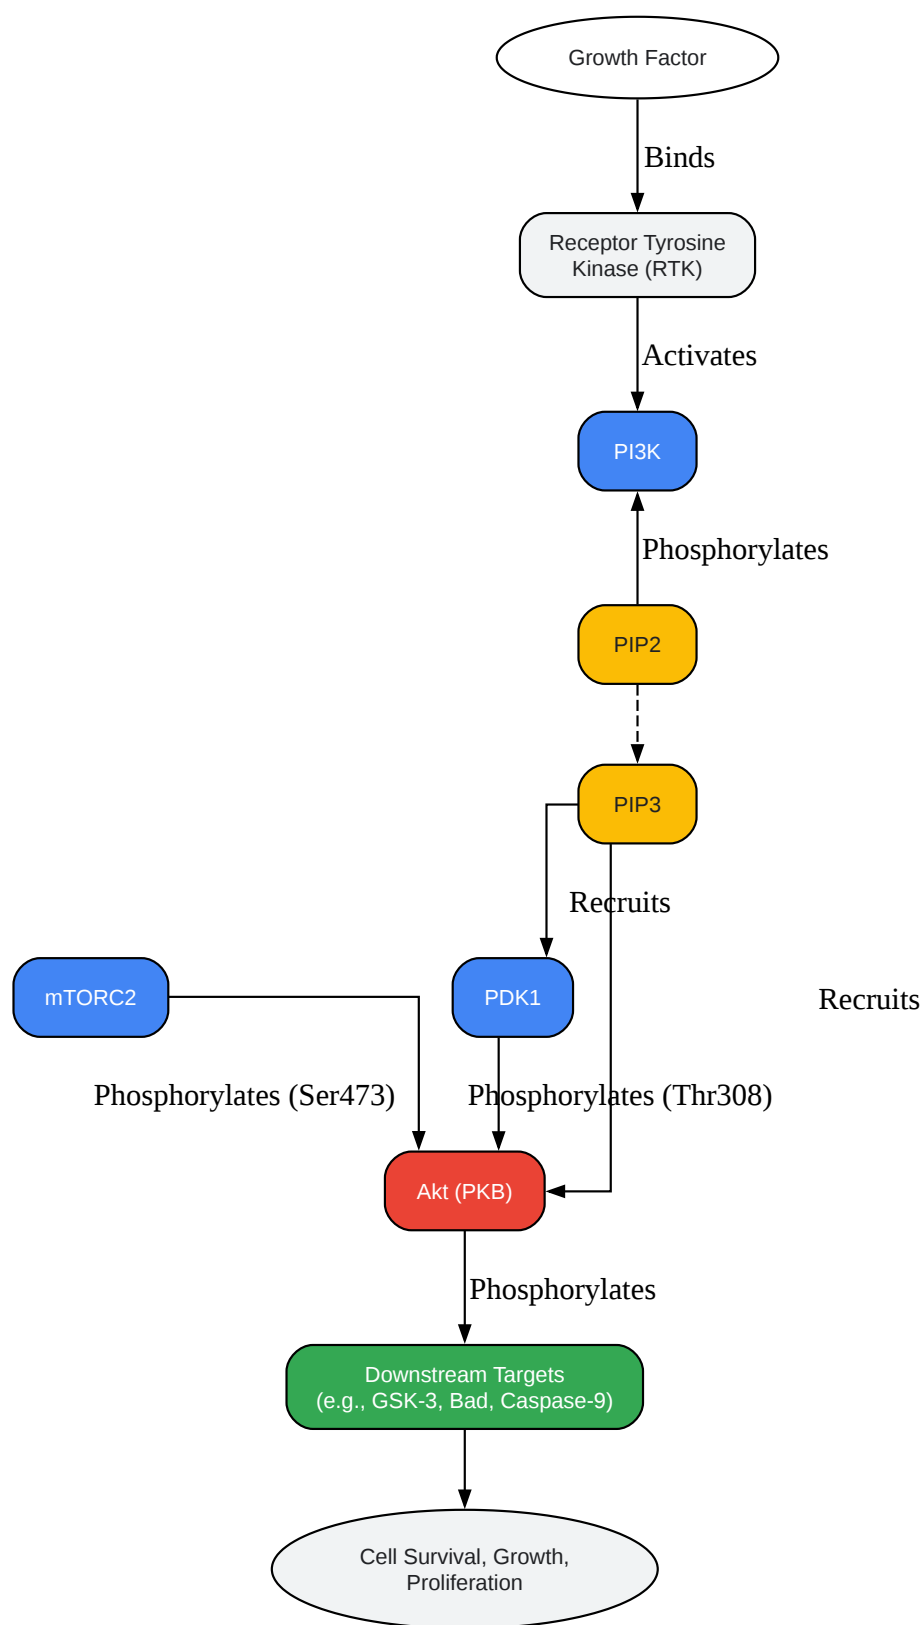 Growth Factor
Binds
Receptor Tyrosine
Kinase (RTK)
Activates
PI3K
Phosphorylates
PIP2
PIP3
Recruits
mTORC2
PDK1
Recruits
Phosphorylates (Ser473)
Phosphorylates (Thr308)
Akt (PKB)
Phosphorylates
Downstream Targets
(e.g., GSK-3, Bad, Caspase-9)
Cell Survival, Growth,
Proliferation